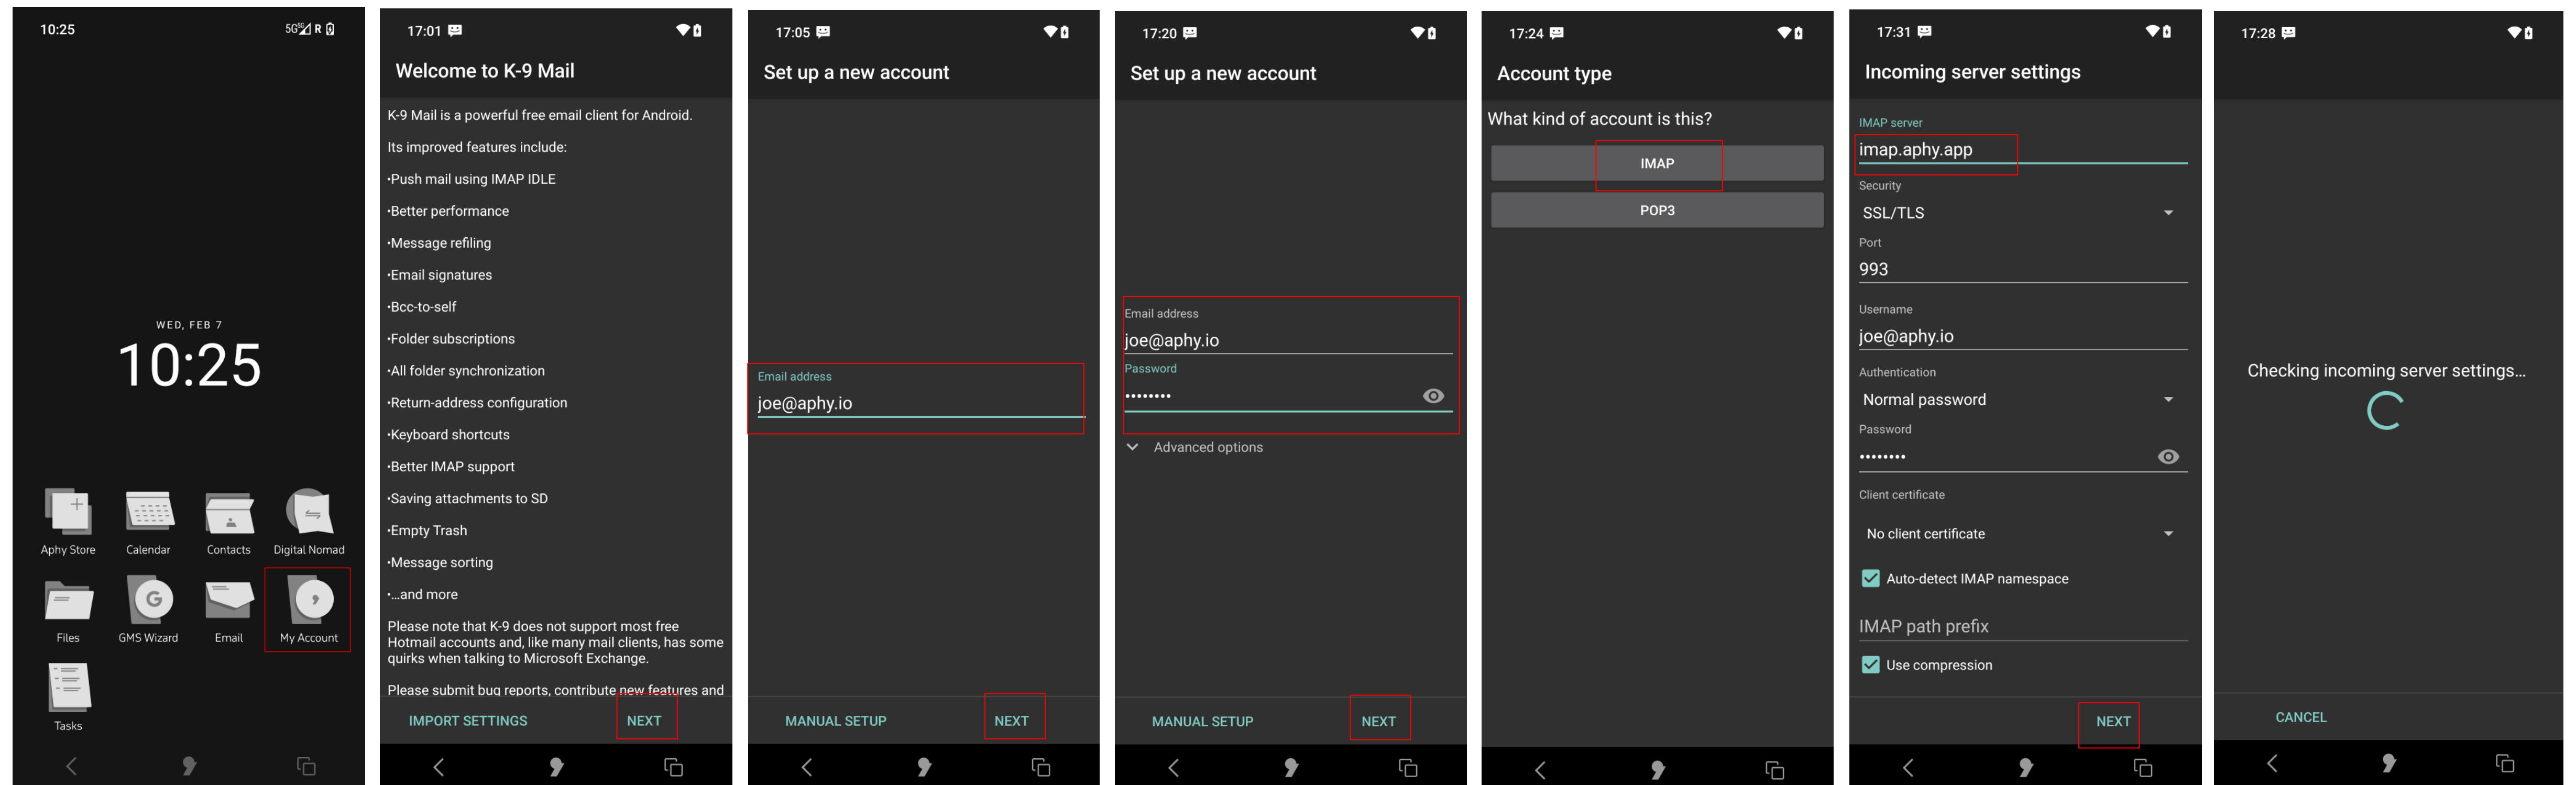 10:25
5G 5G R
WED, FEB 7
10:25
Aphy Store
Calendar
Contacts
Digital Nomad
Files
GMS Wizard
Email
My Account
Tasks
17:01
Welcome to K-9 Mail
K-9 Mail is a powerful free email client for Android.
Its improved features include:
•Push mail using IMAP IDLE
•Better performance
•Message refiling
•Email signatures
•Bcc-to-self
•Folder subscriptions
•All folder synchronization
•Return-address configuration
•Keyboard shortcuts
•Better IMAP support
•Saving attachments to SD
•Empty Trash
•Message sorting
•…and more
Please note that K-9 does not support most free
Hotmail accounts and, like many mail clients, has some
quirks when talking to Microsoft Exchange.
Please submit bug reports, contribute new features and
IMPORT SETTINGS
NEXT
17:05
Set up a new account
Email address
joe@aphy.io
MANUAL SETUP
NEXT
17:20
Set up a new account
Email address
joe@aphy.io
Password
••••••••
Advanced options
MANUAL SETUP
NEXT
17:24
Account type
What kind of account is this?
IMAP
POP3
17:31
Incoming server settings
IMAP server
imap.aphy.app
Security
SSL/TLS
Port
993
Username
joe@aphy.io
Authentication
Normal password
Password
••••••••
Client certificate
No client certificate
Auto-detect IMAP namespace
IMAP path prefix
Use compression
NEXT
17:28
Checking incoming server settings…
CANCEL